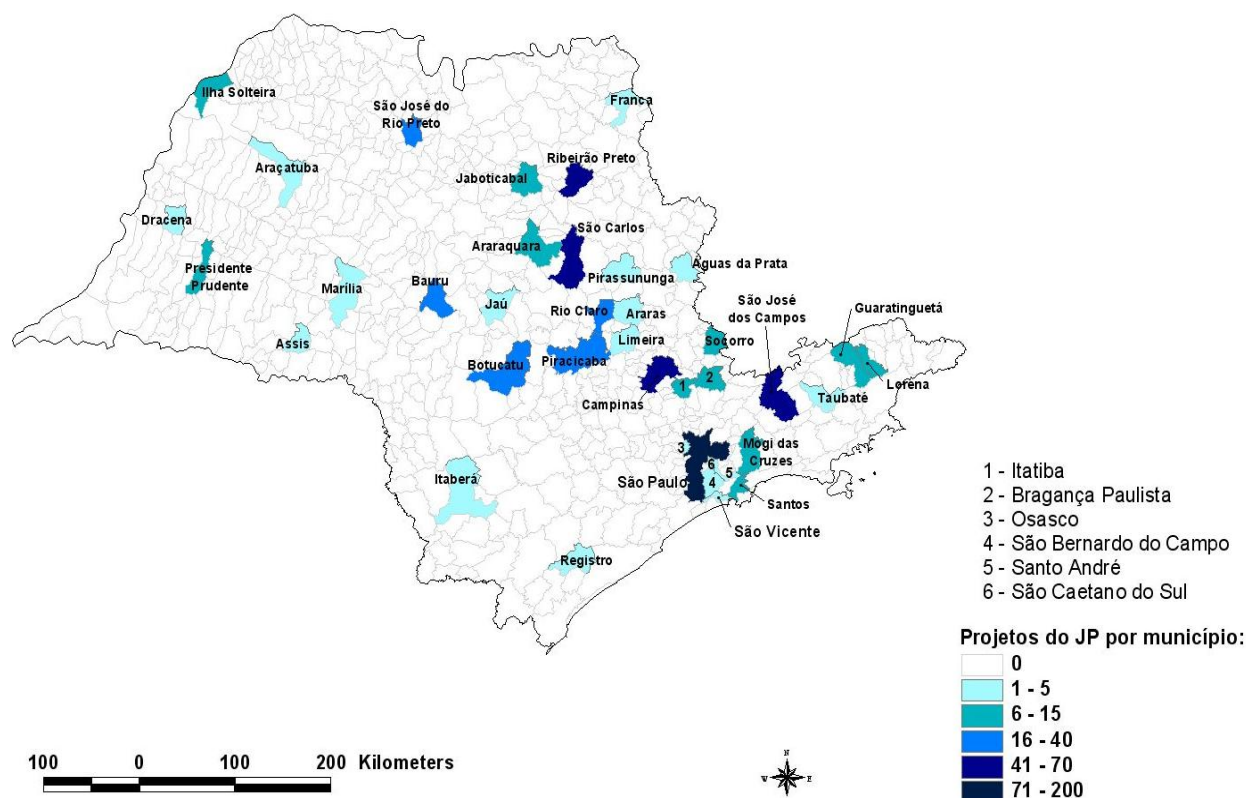 Ilha Solteira
São José do
Rio Preto
Franca
Araçatuba
Jaboticabal
Ribeirão Preto
Dracena
Araraquara
São Carlos
Presidente
Prudente
Marília
Bauru
Jaú
Pirassununga
Águas da Prata
Rio Claro
Araras
São José
dos Campos
Guaratinguetá
Assis
Limeira
Socorro
Botucatu
Piracicaba
Lorena
1
2
Taubaté
Campinas
3
Mogi das
Cruzes
6
5
4
Itaberá
São Paulo
Santos
São Vicente
Registro
1 - Itatiba
2 - Bragança Paulista
3 - Osasco
4 - São Bernardo do Campo
5 - Santo André
6 - São Caetano do Sul
Projetos do JP por município:
0
1 - 5
6 - 15
16 - 40
41 - 70
71 - 200
100 0 100 200 Kilometers
N
W E
S